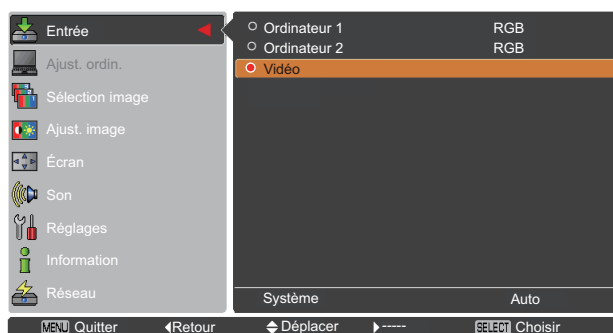 Entrée
Ajust. ordin.
Sélection image
Ajust. image
Écran
Son
Réglages
Information
Réseau
Ordinateur 1 RGB
Ordinateur 2 RGB
Vidéo
Système Auto
MENU Quitter Retour Déplacer ----- SELECT Choisir